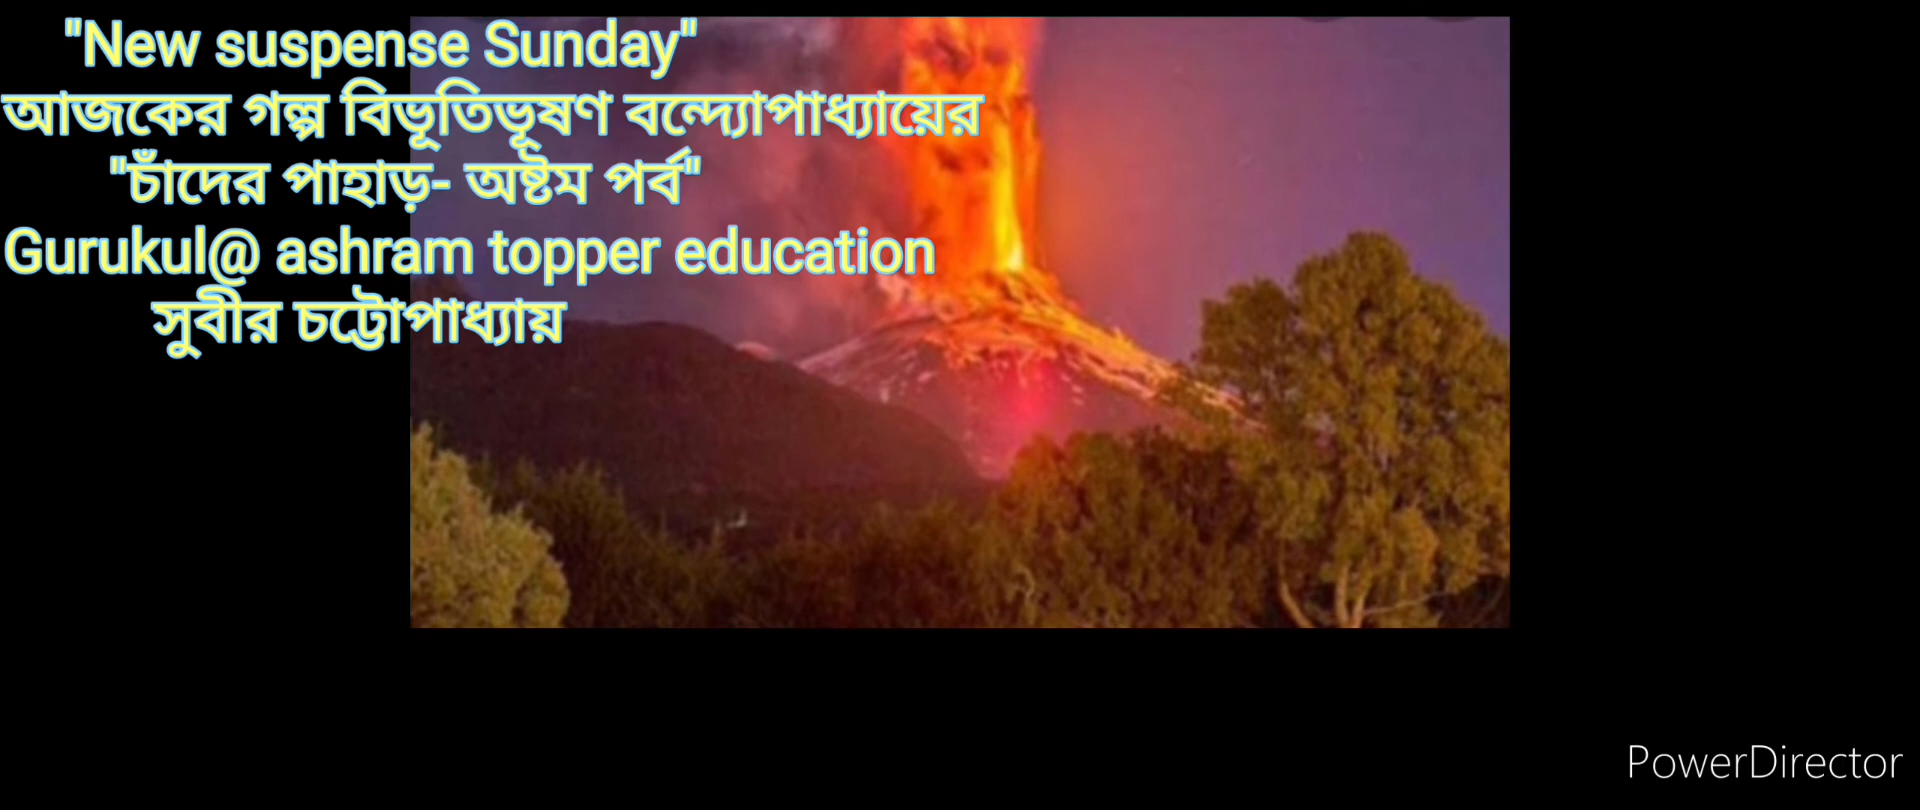 "New suspense Sunday"
আজকের গল্প বিভূতিভূষণ বন্দ্যোপাধ্যায়ের
"চাঁদের পাহাড়- অষ্টম পর্ব"
Gurukul@ ashram topper education
সুবীর চট্টোপাধ্যায়
PowerDirector